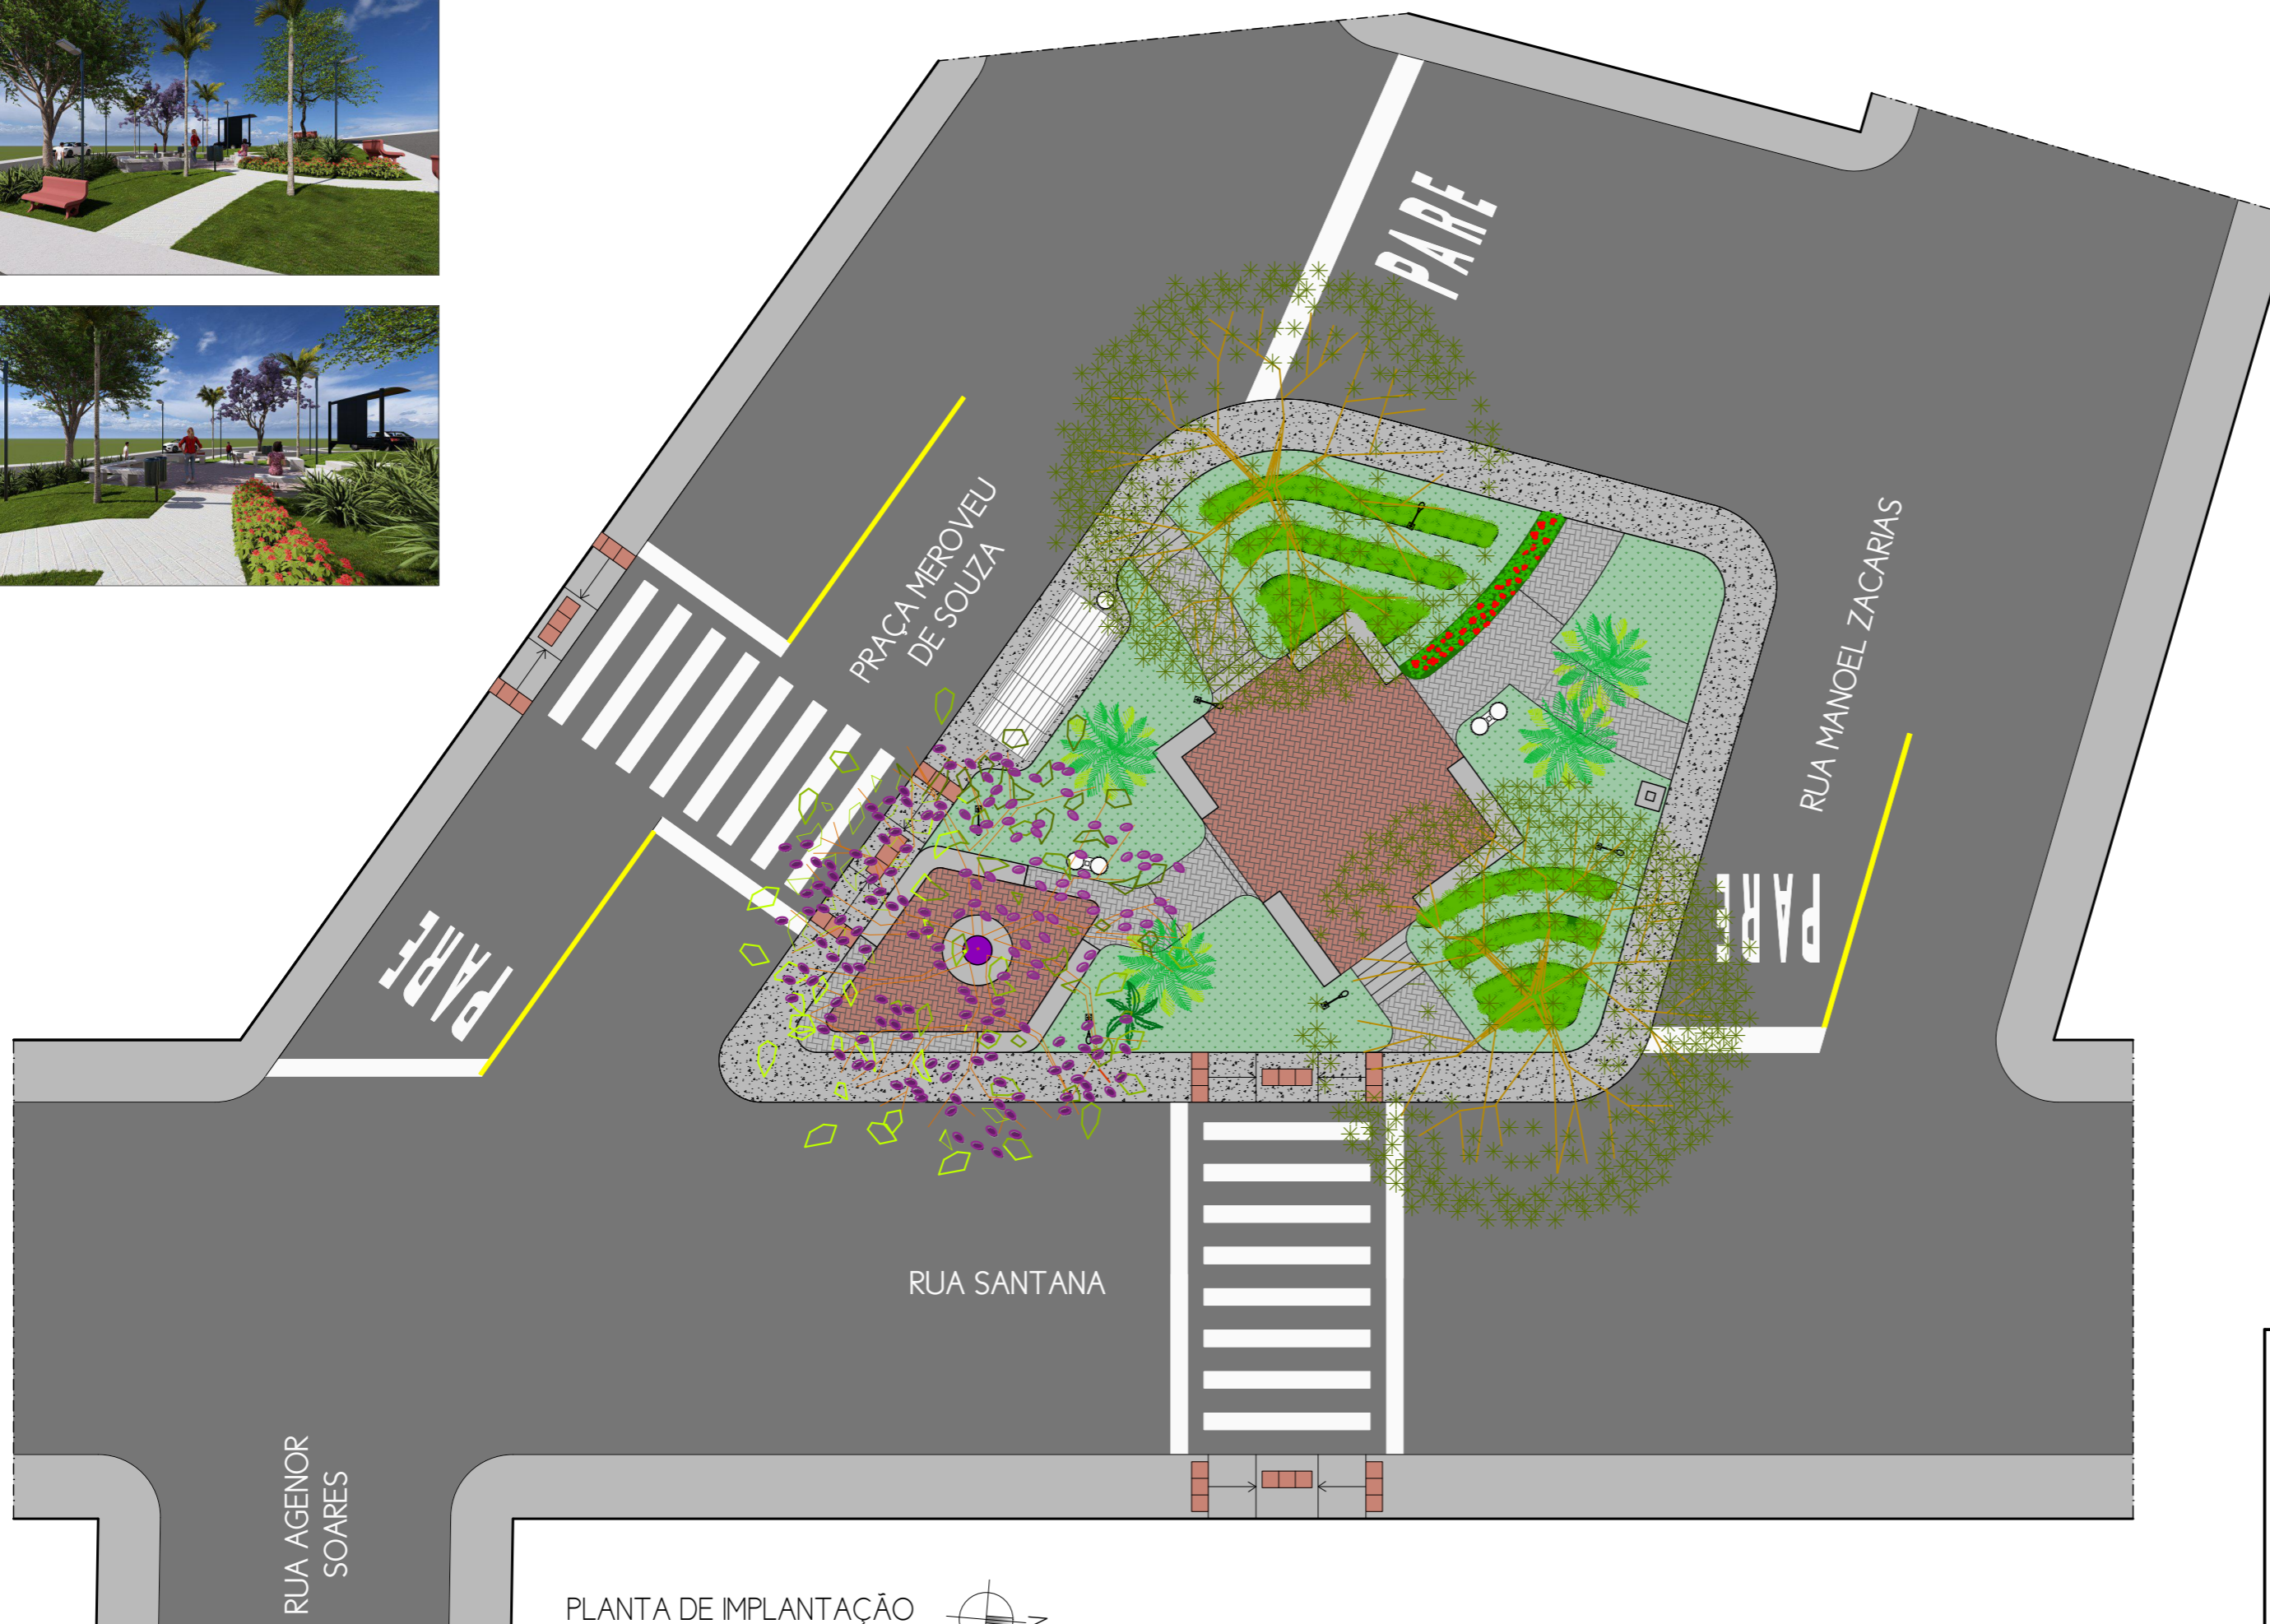 PARE
PRAÇA MEROVEU
DE SOUZA
RUA MANOEL ZACARIAS
PARE
PARE
RUA SANTANA
RUA AGENOR
SOARES
PLANTA DE IMPLANTAÇÃO
N